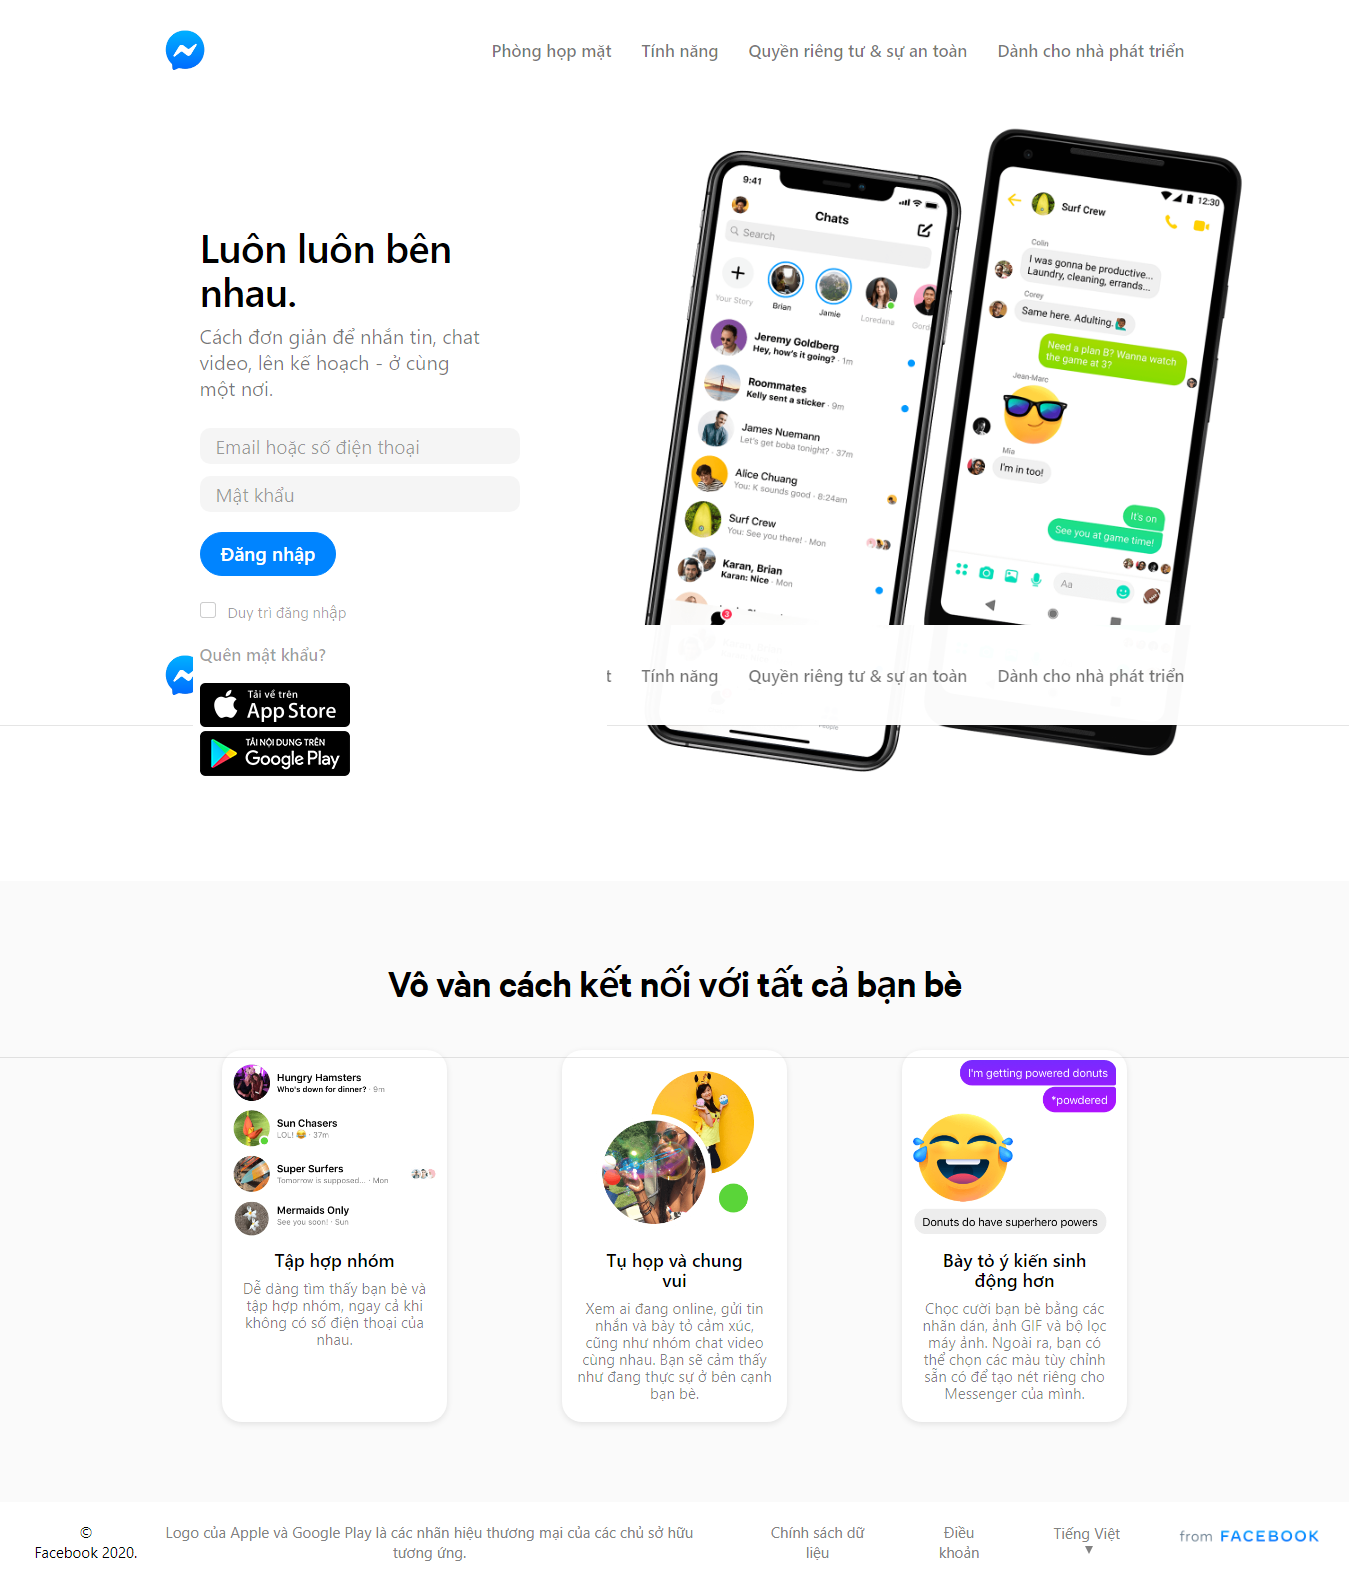 Phòng họp mặt
Tính năng
Quyền riêng tư & sự an toàn
Dành cho nhà phát triển
Luôn luôn bên
nhau.
Cách đơn giản để nhắn tin, chat
video, lên kế hoạch - ở cùng
một nơi.
Email hoặc số điện thoại
Mật khẩu
Đăng nhập
Duy trì đăng nhập
Quên mật khẩu?
Tải về trên
App Store
TẢI NỘI DUNG TRÊN
Google Play
9:41
Chats
Search
Your Story
Brian
Jamie
Loredana
Jeremy Goldberg
Hey, how's it going? · 1m
Roommates
Kelly sent a sticker · 9m
James Nuemann
Let's get boba tonight? · 37m
Alice Chuang
You: K sounds good · 8:24am
Surf Crew
You: See you there! · Mon
Karan, Brian
Karan: Nice · Mon
3
People
12:30
Surf Crew
Colin
I was gonna be productive...
Laundry, cleaning, errands...
Corey
Same here. Adulting.
Need a plan B? Wanna watch
the game at 3?
Jean-Marc
Mia
I'm in too!
It's on
See you at game time!
Aa
t
Tính năng
Quyền riêng tư & sự an toàn
Dành cho nhà phát triển
Vô vàn cách kết nối với tất cả bạn bè
Hungry Hamsters
Who's down for dinner? · 9m
Sun Chasers
LOL! 😂 · 37m
Super Surfers
Tomorrow is supposed... · Mon
Mermaids Only
See you soon! · Sun
Tập hợp nhóm
Dễ dàng tìm thấy bạn bè và
tập hợp nhóm, ngay cả khi
không có số điện thoại của
nhau.
Tụ họp và chung
vui
Xem ai đang online, gửi tin
nhắn và bày tỏ cảm xúc,
cũng như nhóm chat video
cùng nhau. Bạn sẽ cảm thấy
như đang thực sự ở bên cạnh
bạn bè.
I'm getting powered donuts
*powdered
Donuts do have superhero powers
Bày tỏ ý kiến sinh
động hơn
Chọc cười bạn bè bằng các
nhãn dán, ảnh GIF và bộ lọc
máy ảnh. Ngoài ra, bạn có
thể chọn các màu tùy chỉnh
sẵn có để tạo nét riêng cho
Messenger của mình.
©
Facebook 2020.
Logo của Apple và Google Play là các nhãn hiệu thương mại của các chủ sở hữu
tương ứng.
Chính sách dữ
liệu
Điều
khoản
Tiếng Việt
▼
from FACEBOOK